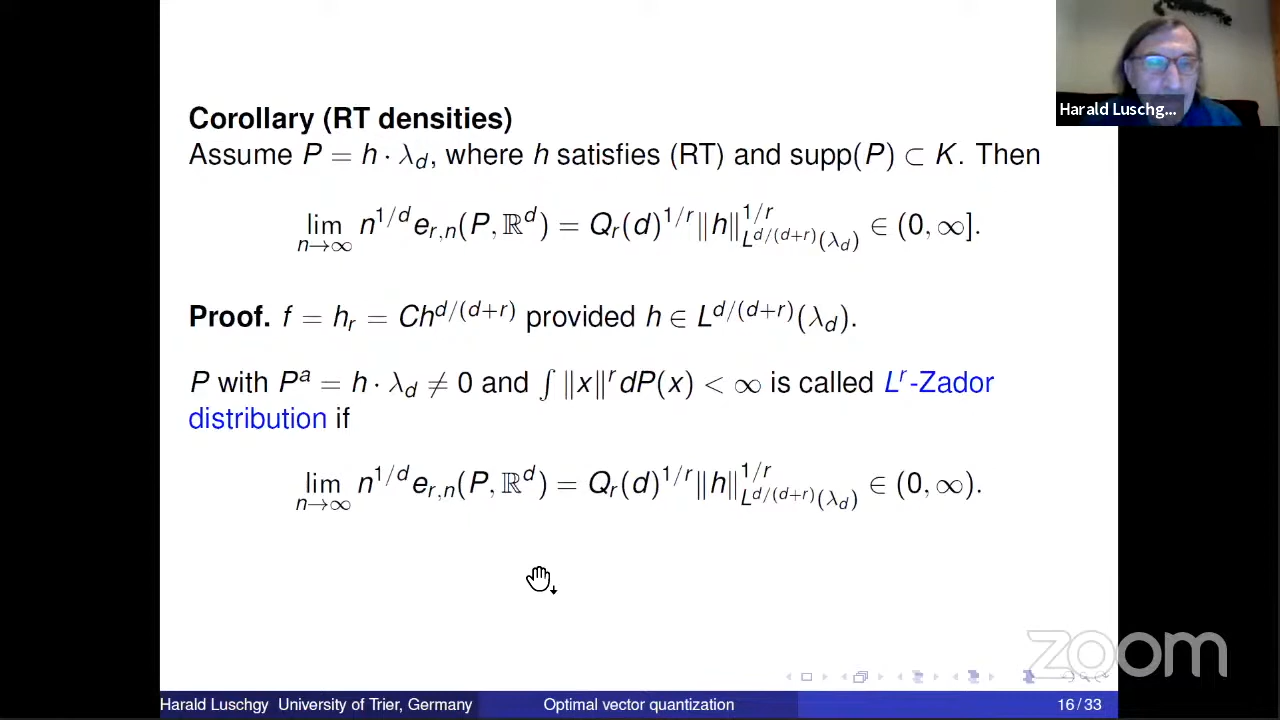 Corollary (RT densities)
Assume P = h · λ_d, where h satisfies (RT) and supp(P) ⊂ K. Then
lim_{n→∞} n^{1/d} e_{r,n}(P, ℝ^d) = Q_r(d)^{1/r} ‖h‖^{1/r}_{L^{d/(d+r)}(λ_d)} ∈ (0, ∞].
Proof. f = h_r = Ch^{d/(d+r)} provided h ∈ L^{d/(d+r)}(λ_d).
P with P^a = h · λ_d ≠ 0 and ∫ ‖x‖^r dP(x) < ∞ is called L^r-Zador
distribution if
lim_{n→∞} n^{1/d} e_{r,n}(P, ℝ^d) = Q_r(d)^{1/r} ‖h‖^{1/r}_{L^{d/(d+r)}(λ_d)} ∈ (0, ∞).
Harald Luschg...
zoom
Harald Luschgy University of Trier, Germany
Optimal vector quantization
16 / 33